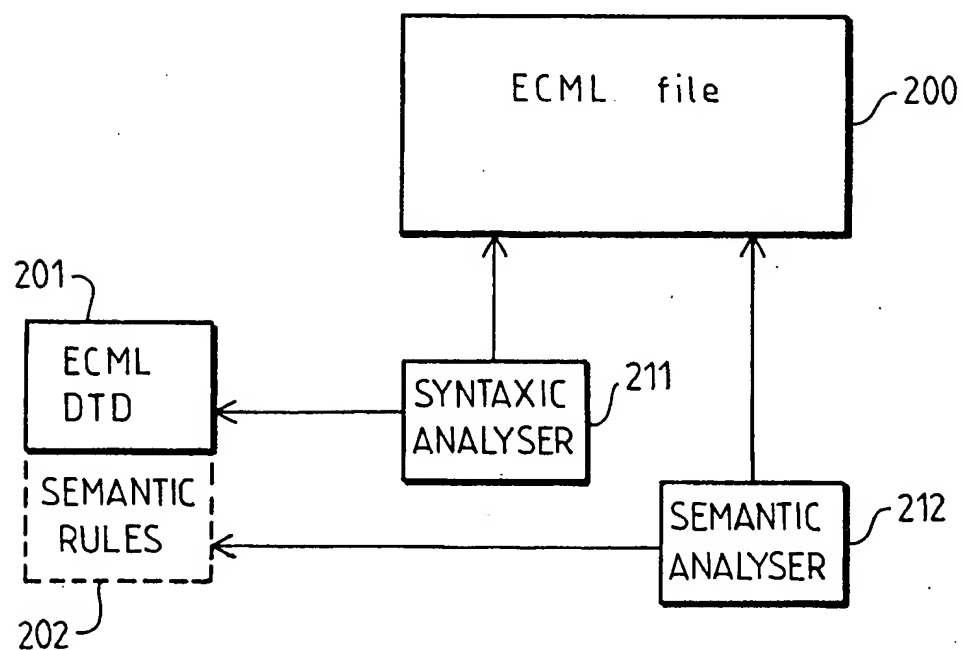 ECML file
200
201
ECML
DTD
SYNTAXIC
ANALYSER
211
SEMANTIC
RULES
SEMANTIC
ANALYSER
212
202